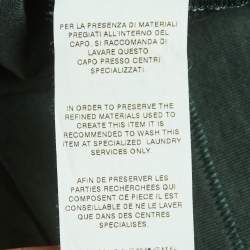 PER LA PRESENZA DI MATERIALI
PREGIATI ALL'INTERNO DEL
CAPO, SI RACCOMANDA DI
LAVARE QUESTO
CAPO PRESSO CENTRI
SPECIALIZZATI.
IN ORDER TO PRESERVE THE
REFINED MATERIALS USED TO
CREATE THIS ITEM IT IS
RECOMMENDED TO WASH THIS
ITEM AT SPECIALIZED LAUNDRY
SERVICES ONLY.
AFIN DE PRESERVER LES
PARTIES RECHERCHEES QUI
COMPOSENT CE PIECE IL EST
CONSEILLABLE DE NE LE LAVER
QUE DANS DES CENTRES
SPECIALISES.